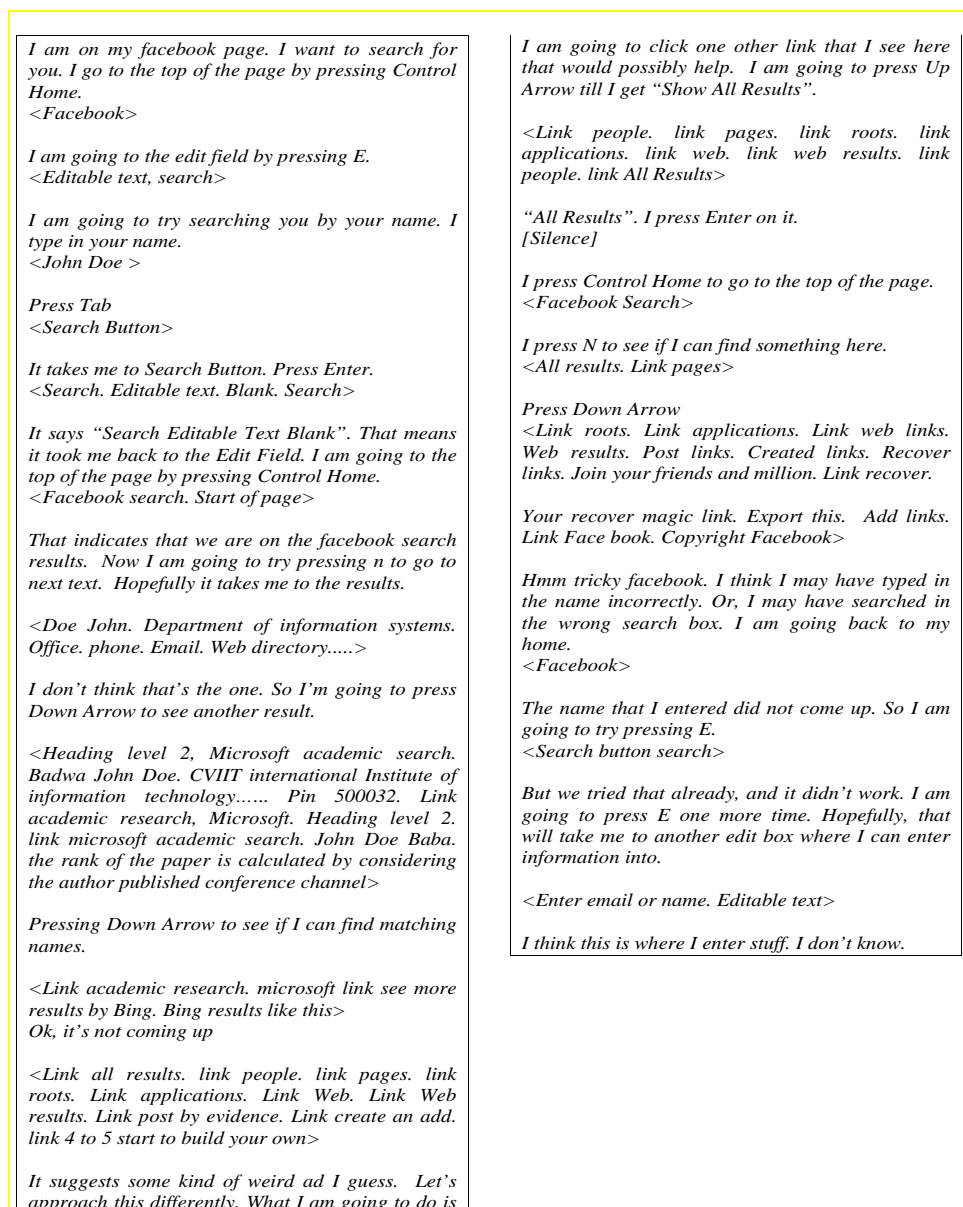 I am on my facebook page. I want to search for
you. I go to the top of the page by pressing Control
Home.
<Facebook>
I am going to the edit field by pressing E.
<Editable text, search>
I am going to try searching you by your name. I
type in your name.
<John Doe >
Press Tab
<Search Button>
It takes me to Search Button. Press Enter.
<Search. Editable text. Blank. Search>
It says “Search Editable Text Blank”. That means
it took me back to the Edit Field. I am going to the
top of the page by pressing Control Home.
<Facebook search. Start of page>
That indicates that we are on the facebook search
results. Now I am going to try pressing n to go to
next text. Hopefully it takes me to the results.
<Doe John. Department of information systems.
Office. phone. Email. Web directory.....>
I don’t think that’s the one. So I’m going to press
Down Arrow to see another result.
<Heading level 2, Microsoft academic search.
Badwa John Doe. CVIIT international Institute of
information technology…... Pin 500032. Link
academic research, Microsoft. Heading level 2.
link microsoft academic search. John Doe Baba.
the rank of the paper is calculated by considering
the author published conference channel>
Pressing Down Arrow to see if I can find matching
names.
<Link academic research. microsoft link see more
results by Bing. Bing results like this>
Ok, it’s not coming up
<Link all results. link people. link pages. link
roots. Link applications. Link Web. Link Web
results. Link post by evidence. Link create an add.
link 4 to 5 start to build your own>
It suggests some kind of weird ad I guess. Let’s
approach this differently. What I am going to do is
I am going to click one other link that I see here
that would possibly help. I am going to press Up
Arrow till I get “Show All Results”.
<Link people. link pages. link roots. link
applications. link web. link web results. link
people. link All Results>
“All Results”. I press Enter on it.
[Silence]
I press Control Home to go to the top of the page.
<Facebook Search>
I press N to see if I can find something here.
<All results. Link pages>
Press Down Arrow
<Link roots. Link applications. Link web links.
Web results. Post links. Created links. Recover
links. Join your friends and million. Link recover.
Your recover magic link. Export this. Add links.
Link Face book. Copyright Facebook>
Hmm tricky facebook. I think I may have typed in
the name incorrectly. Or, I may have searched in
the wrong search box. I am going back to my
home.
<Facebook>
The name that I entered did not come up. So I am
going to try pressing E.
<Search button search>
But we tried that already, and it didn’t work. I am
going to press E one more time. Hopefully, that
will take me to another edit box where I can enter
information into.
<Enter email or name. Editable text>
I think this is where I enter stuff. I don’t know.